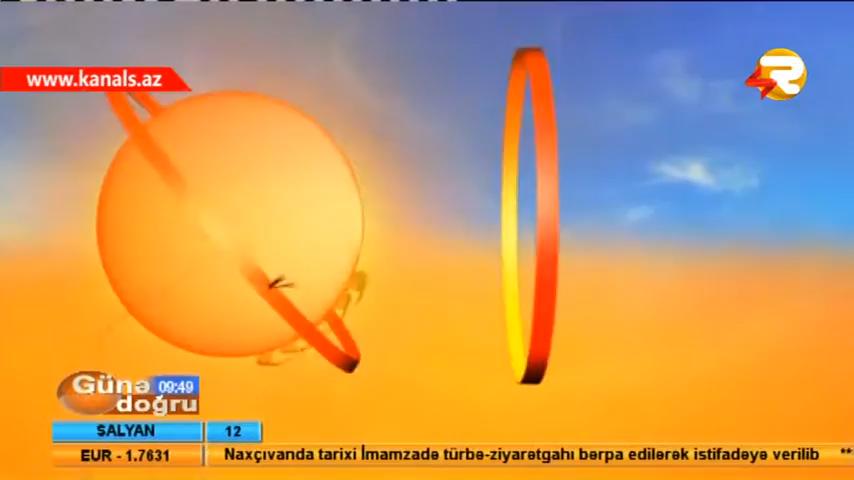 www.kanals.az
R
Günə 09:49
doğru
SALYAN 12
EUR - 1.7631 Naxçıvanda tarixi İmamzadə türbə-ziyarətgahı bərpa edilərək istifadəyə verilib **